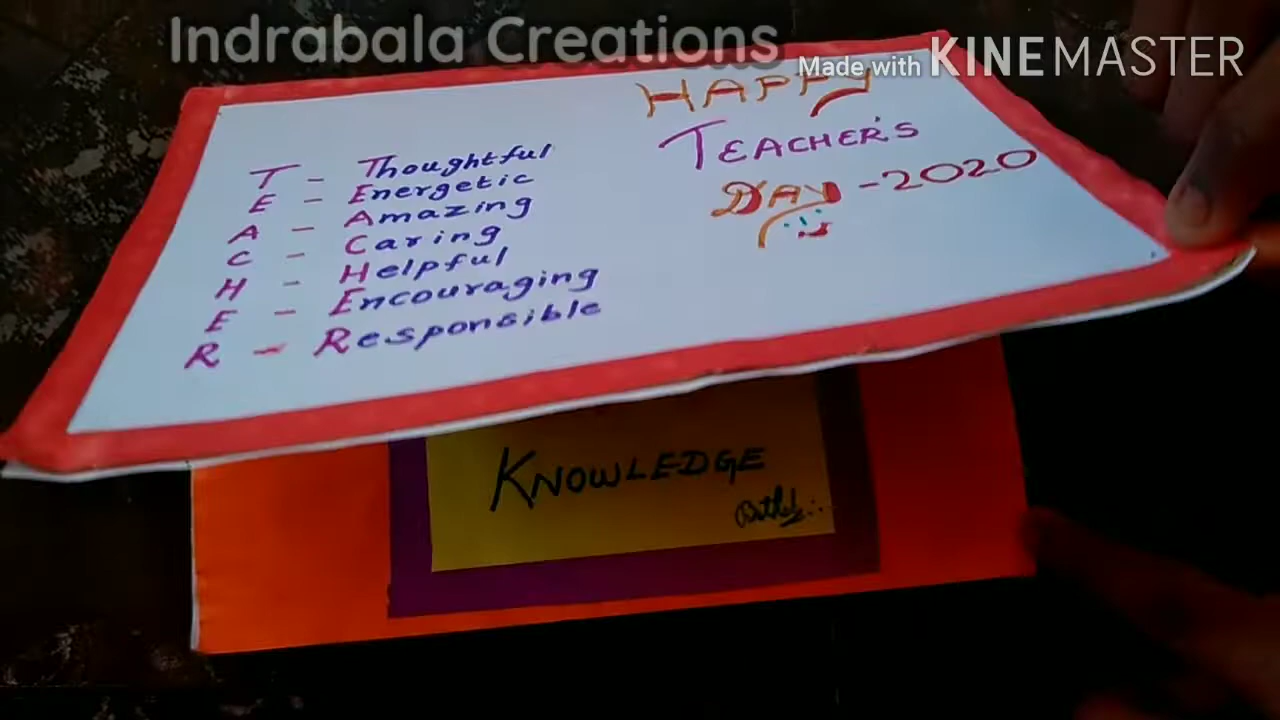 Indrabala Creations
Made with KINEMASTER
HAPPY
TEACHER'S
DAY - 2020
T - Thoughtful
E - Energetic
A - Amazing
C - Caring
H - Helpful
E - Encouraging
R - Responsible
KNOWLEDGE